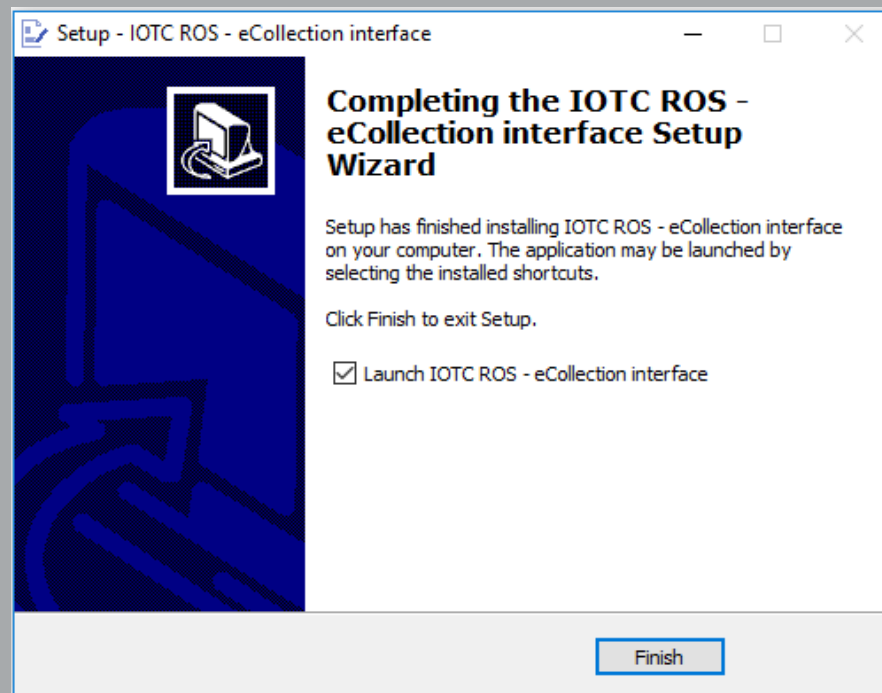 Setup - IOTC ROS - eCollection interface
Completing the IOTC ROS -
eCollection interface Setup
Wizard
Setup has finished installing IOTC ROS - eCollection interface
on your computer. The application may be launched by
selecting the installed shortcuts.
Click Finish to exit Setup.
Launch IOTC ROS - eCollection interface
Finish